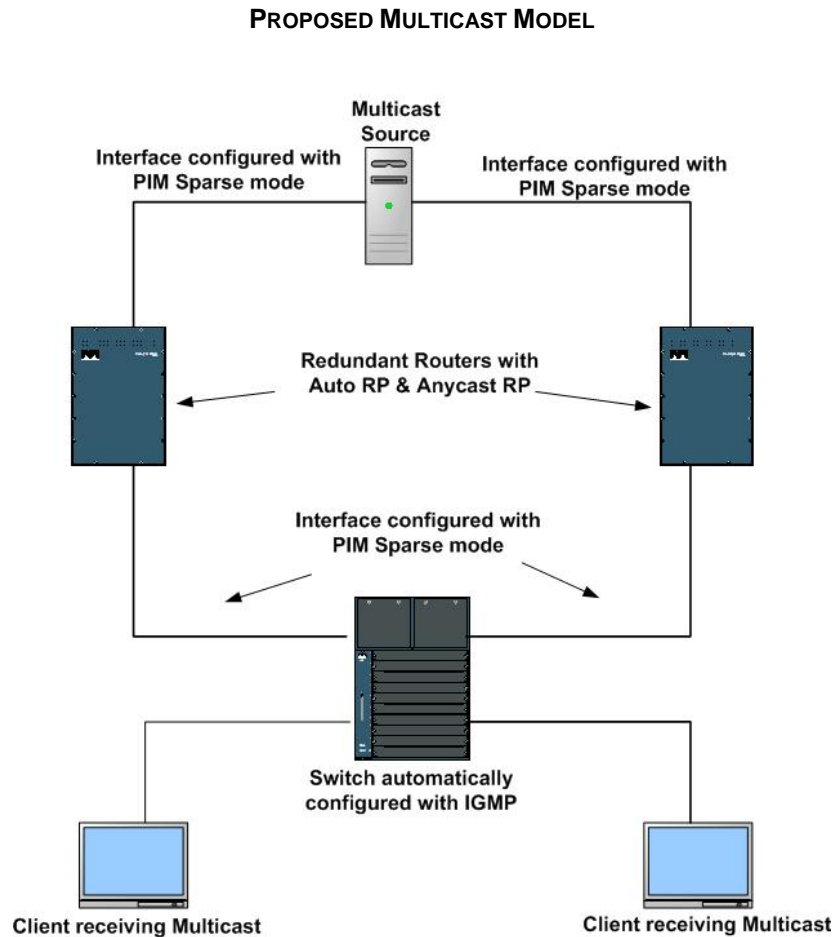 PROPOSED MULTICAST MODEL
Multicast
Source
Interface configured with
PIM Sparse mode
Interface configured with
PIM Sparse mode
Redundant Routers with
Auto RP & Anycast RP
Interface configured with
PIM Sparse mode
Switch automatically
configured with IGMP
Client receiving Multicast
Client receiving Multicast